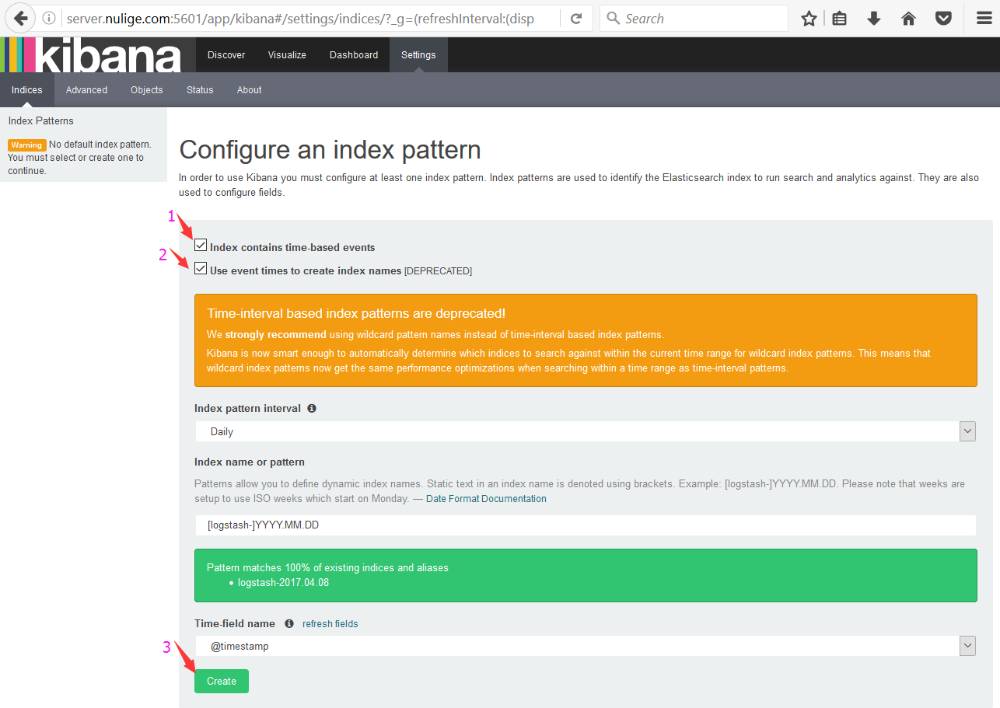 server.nulige.com:5601/app/kibana#/settings/indices/?_g=(refreshInterval:(disp
Search
kibana
Discover Visualize Dashboard Settings
Indices Advanced Objects Status About
Index Patterns
Warning No default index pattern.
You must select or create one to
continue.
Configure an index pattern
In order to use Kibana you must configure at least one index pattern. Index patterns are used to identify the Elasticsearch index to run search and analytics against. They are also
used to configure fields.
1
Index contains time-based events
2
Use event times to create index names [DEPRECATED]
Time-interval based index patterns are deprecated!
We strongly recommend using wildcard pattern names instead of time-interval based index patterns.
Kibana is now smart enough to automatically determine which indices to search against within the current time range for wildcard index patterns. This means that
wildcard index patterns now get the same performance optimizations when searching within a time range as time-interval patterns.
Index pattern interval
Daily
Index name or pattern
Patterns allow you to define dynamic index names. Static text in an index name is denoted using brackets. Example: [logstash-]YYYY.MM.DD. Please note that weeks are
setup to use ISO weeks which start on Monday. — Date Format Documentation
[logstash-]YYYY.MM.DD
Pattern matches 100% of existing indices and aliases
• logstash-2017.04.08
Time-field name refresh fields
@timestamp
3
Create